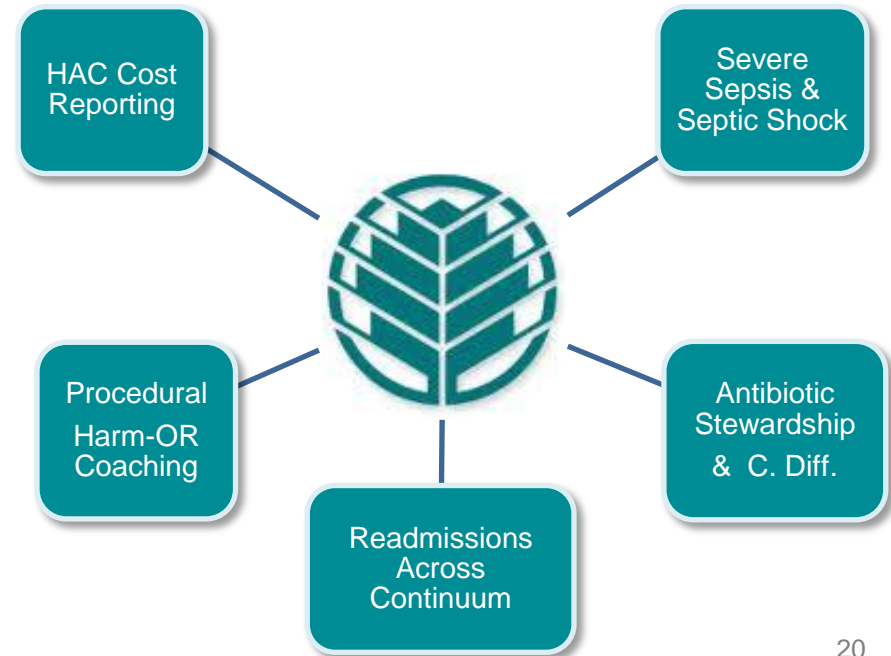 HAC Cost
Reporting
Severe
Sepsis &
Septic Shock
Procedural
Harm-OR
Coaching
Antibiotic
Stewardship
& C. Diff.
Readmissions
Across
Continuum
20